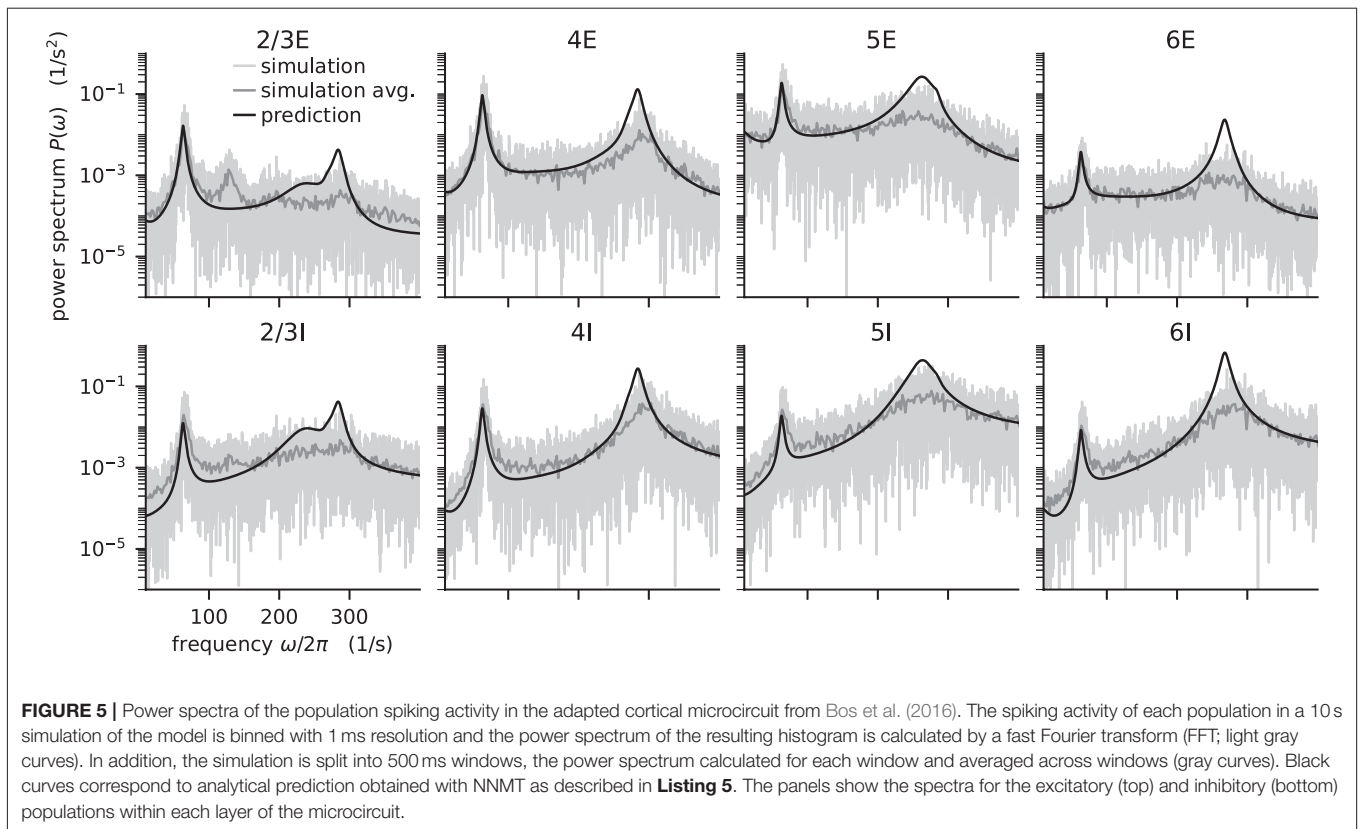 2/3E
4E
5E
6E
simulation
simulation avg.
prediction
power spectrum P(ω) (1/s²)
10⁻¹
10⁻³
10⁻⁵
2/3I
4I
5I
6I
10⁻¹
10⁻³
10⁻⁵
100 200 300
frequency ω/2π (1/s)
FIGURE 5 | Power spectra of the population spiking activity in the adapted cortical microcircuit from Bos et al. (2016). The spiking activity of each population in a 10 s
simulation of the model is binned with 1 ms resolution and the power spectrum of the resulting histogram is calculated by a fast Fourier transform (FFT; light gray
curves). In addition, the simulation is split into 500 ms windows, the power spectrum calculated for each window and averaged across windows (gray curves). Black
curves correspond to analytical prediction obtained with NNMT as described in Listing 5. The panels show the spectra for the excitatory (top) and inhibitory (bottom)
populations within each layer of the microcircuit.